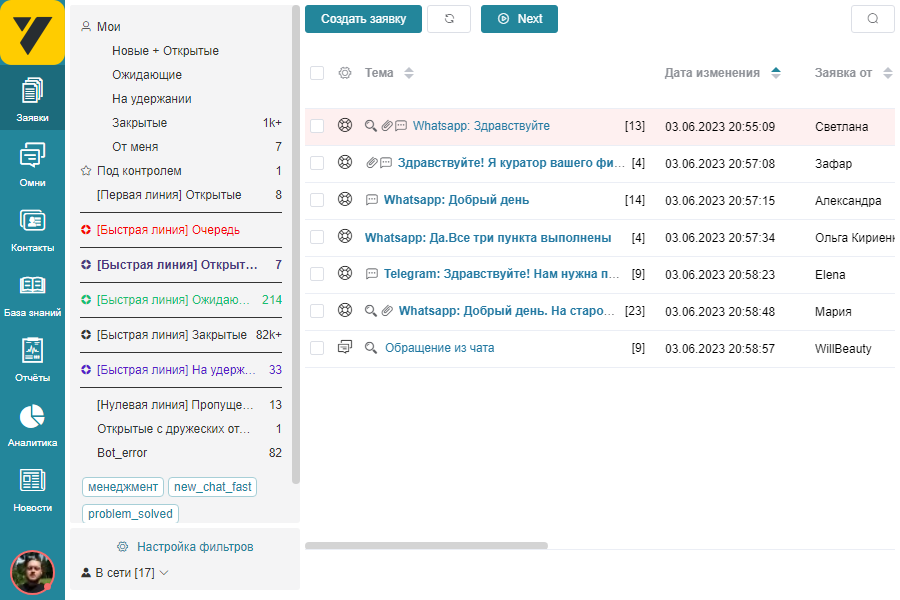 Заявки
Омни
Контакты
База знаний
Отчёты
Аналитика
Новости
Мои
Новые + Открытые
Ожидающие
На удержании
Закрытые 1k+
От меня 7
Под контролем 1
[Первая линия] Открытые 8
[Быстрая линия] Очередь
[Быстрая линия] Открыт... 7
[Быстрая линия] Ожидаю... 214
[Быстрая линия] Закрытые 82k+
[Быстрая линия] На удерж... 33
[Нулевая линия] Пропуще... 13
Открытые с дружеских от... 1
Bot_error 82
менеджмент new_chat_fast
problem_solved
Настройка фильтров
В сети [17]
Создать заявку Next
Тема Дата изменения Заявка от
Whatsapp: Здравствуйте [13] 03.06.2023 20:55:09 Светлана
Здравствуйте! Я куратор вашего фи... [4] 03.06.2023 20:57:08 Зафар
Whatsapp: Добрый день [14] 03.06.2023 20:57:15 Александра
Whatsapp: Да.Все три пункта выполнены [4] 03.06.2023 20:57:34 Ольга Кириенк
Telegram: Здравствуйте! Нам нужна п... [9] 03.06.2023 20:58:23 Elena
Whatsapp: Добрый день. На старо... [23] 03.06.2023 20:58:48 Мария
Обращение из чата [9] 03.06.2023 20:58:57 WillBeauty